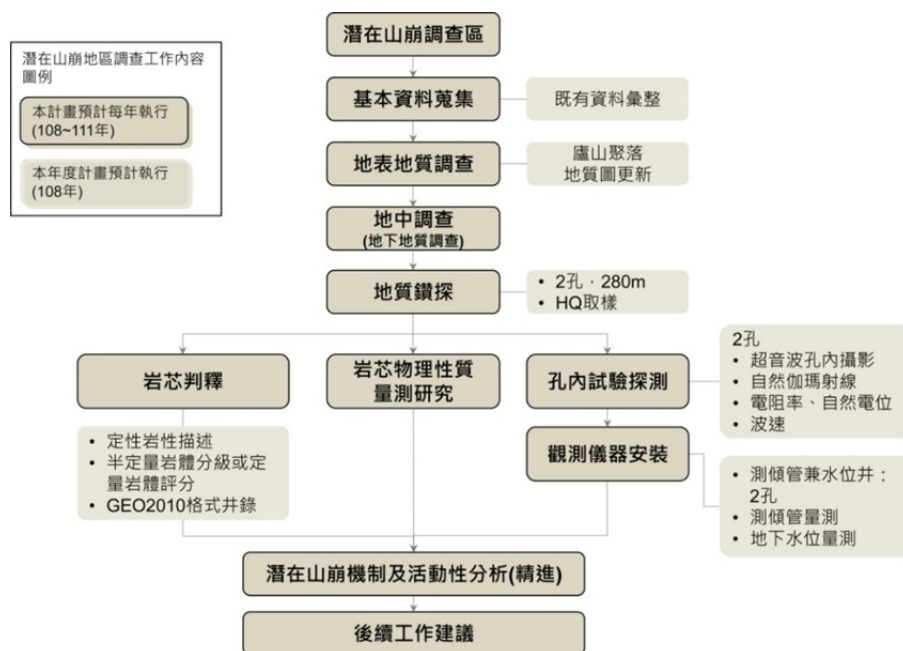 潛在山崩地區調查工作內容
圖例
本計畫預計每年執行
(108~111年)
本年度計畫預計執行
(108年)
潛在山崩調查區
基本資料蒐集
既有資料彙整
地表地質調查
廬山聚落
地質圖更新
地中調查
(地下地質調查)
地質鑽探
• 2孔，280m
• HQ取樣
岩芯判釋
• 定性岩性描述
• 半定量岩體分級或定
量岩體評分
• GEO2010格式井錄
岩芯物理性質
量測研究
孔內試驗探測
2孔
• 超音波孔內攝影
• 自然伽瑪射線
• 電阻率、自然電位
• 波速
觀測儀器安裝
• 測傾管兼水位井：
2孔
• 測傾管量測
• 地下水位量測
潛在山崩機制及活動性分析(精進)
後續工作建議